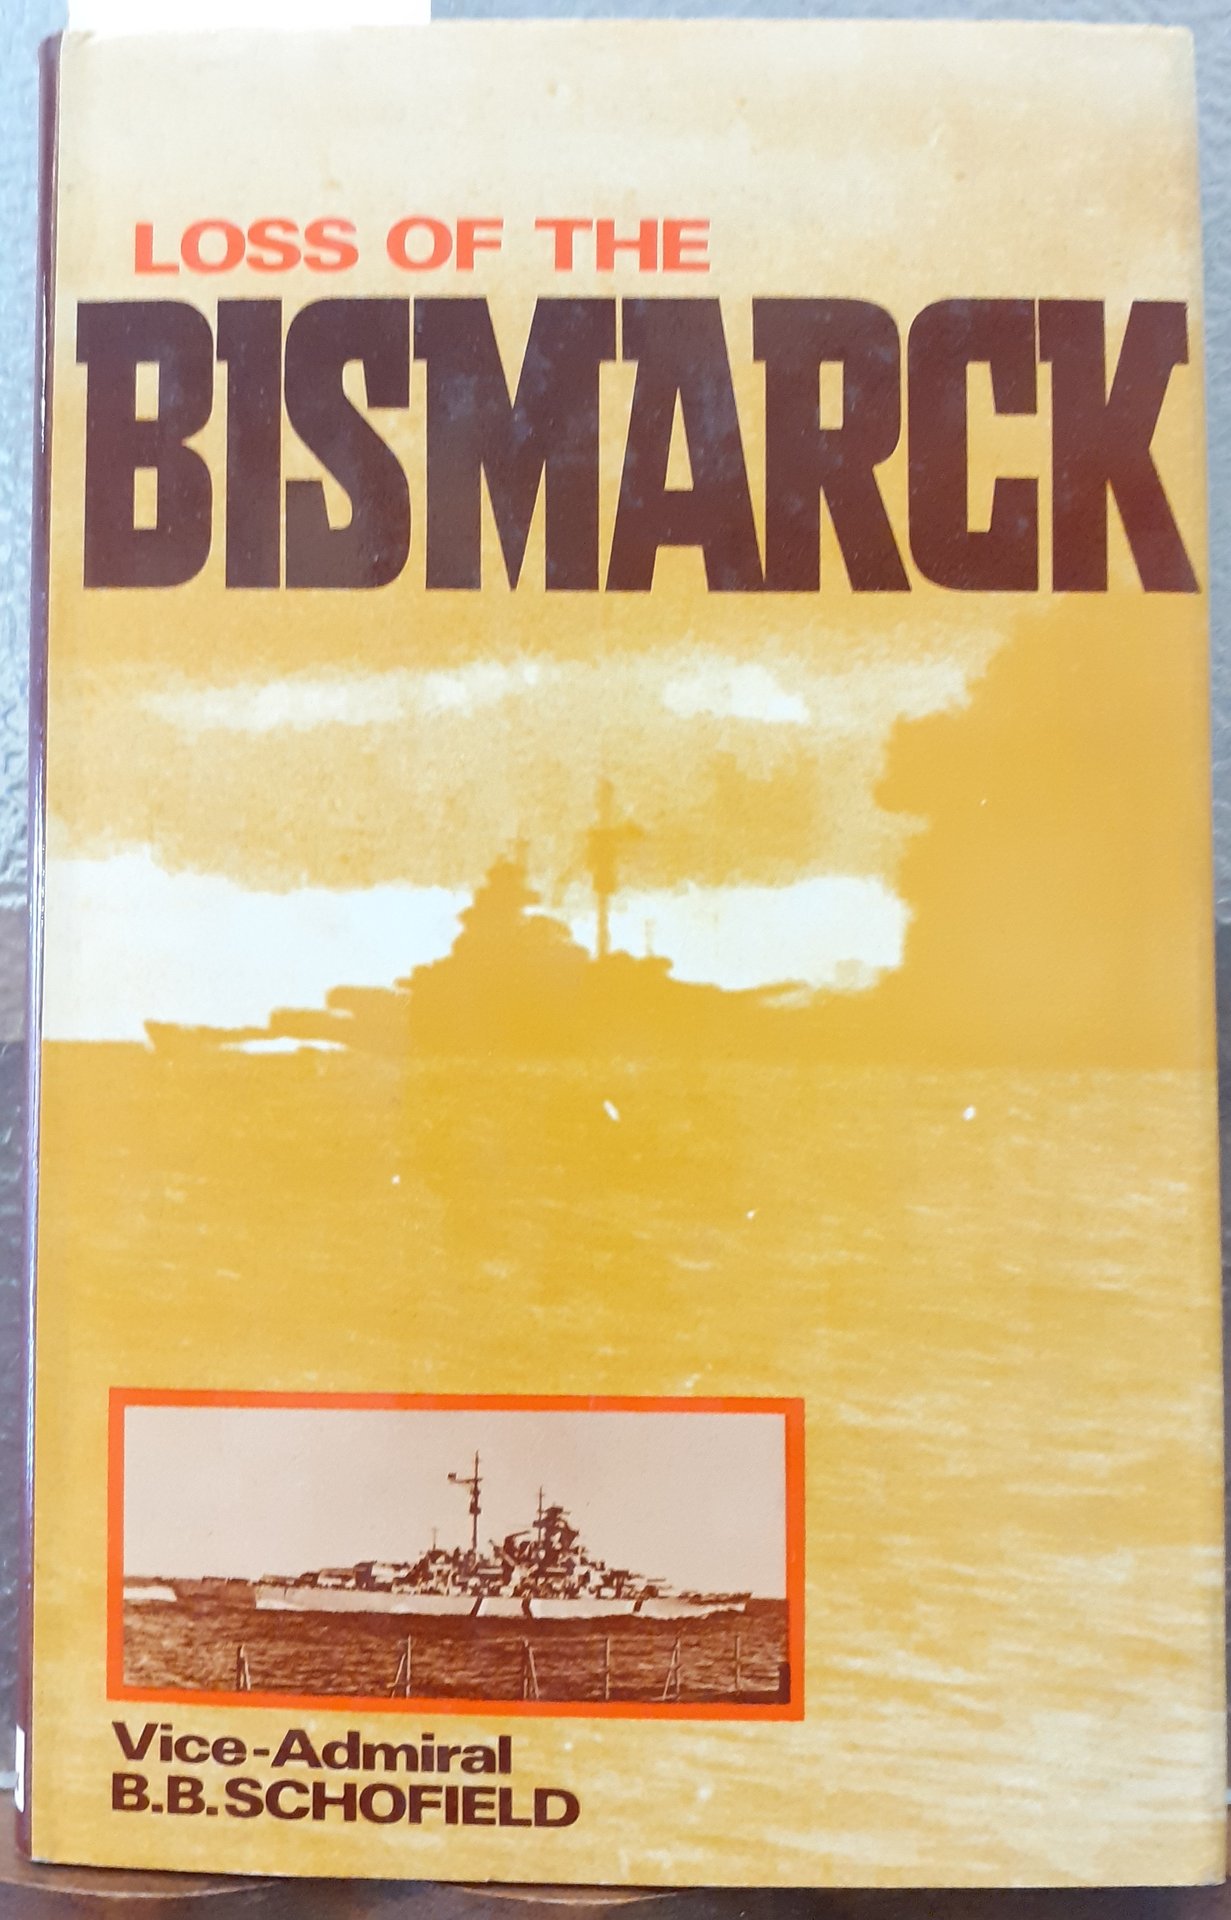 LOSS OF THE
BISMARCK
Vice-Admiral
B.B.SCHOFIELD